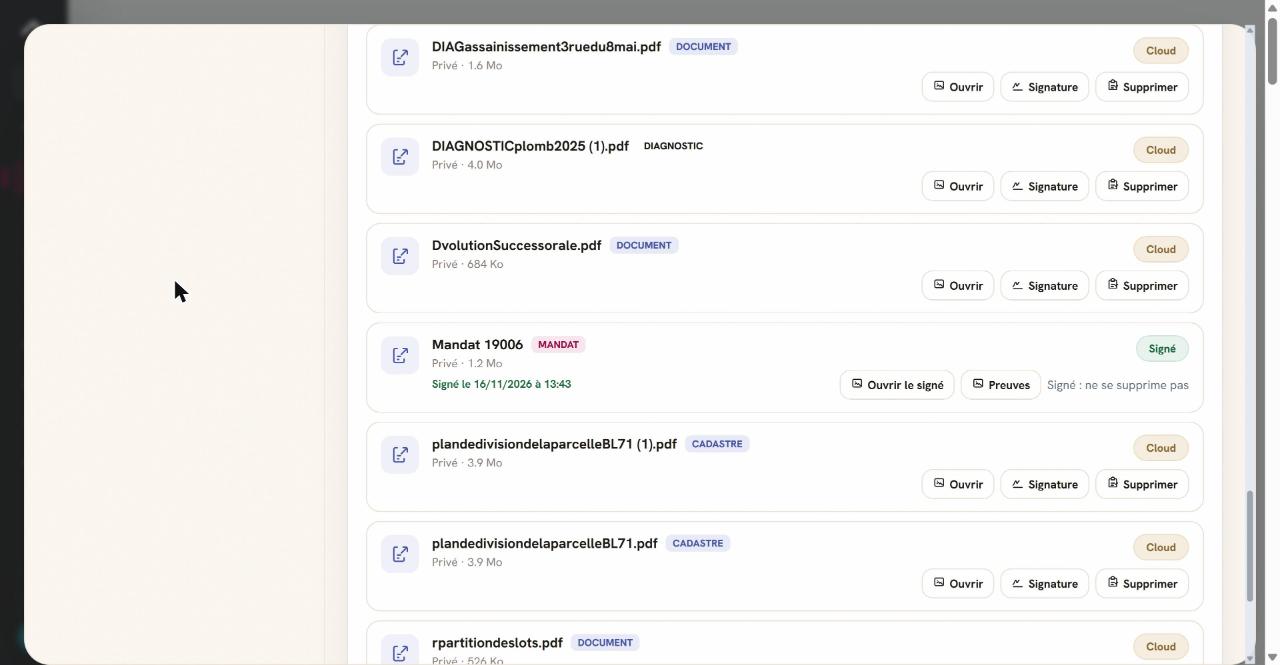 DIAGassainissement3ruedu8mai.pdf DOCUMENT Cloud
Privé · 1.6 Mo
Ouvrir Signature Supprimer
DIAGNOSTICplomb2025 (1).pdf DIAGNOSTIC Cloud
Privé · 4.0 Mo
Ouvrir Signature Supprimer
DvolutionSuccessorale.pdf DOCUMENT Cloud
Privé · 684 Ko
Ouvrir Signature Supprimer
Mandat 19006 MANDAT Signé
Privé · 1.2 Mo
Signé le 16/11/2026 à 13:43 Ouvrir le signé Preuves Signé : ne se supprime pas
plandedivisiondelaparcelleBL71 (1).pdf CADASTRE Cloud
Privé · 3.9 Mo
Ouvrir Signature Supprimer
plandedivisiondelaparcelleBL71.pdf CADASTRE Cloud
Privé · 3.9 Mo
Ouvrir Signature Supprimer
rpartitiondeslots.pdf DOCUMENT Cloud
Privé · 526 Ko